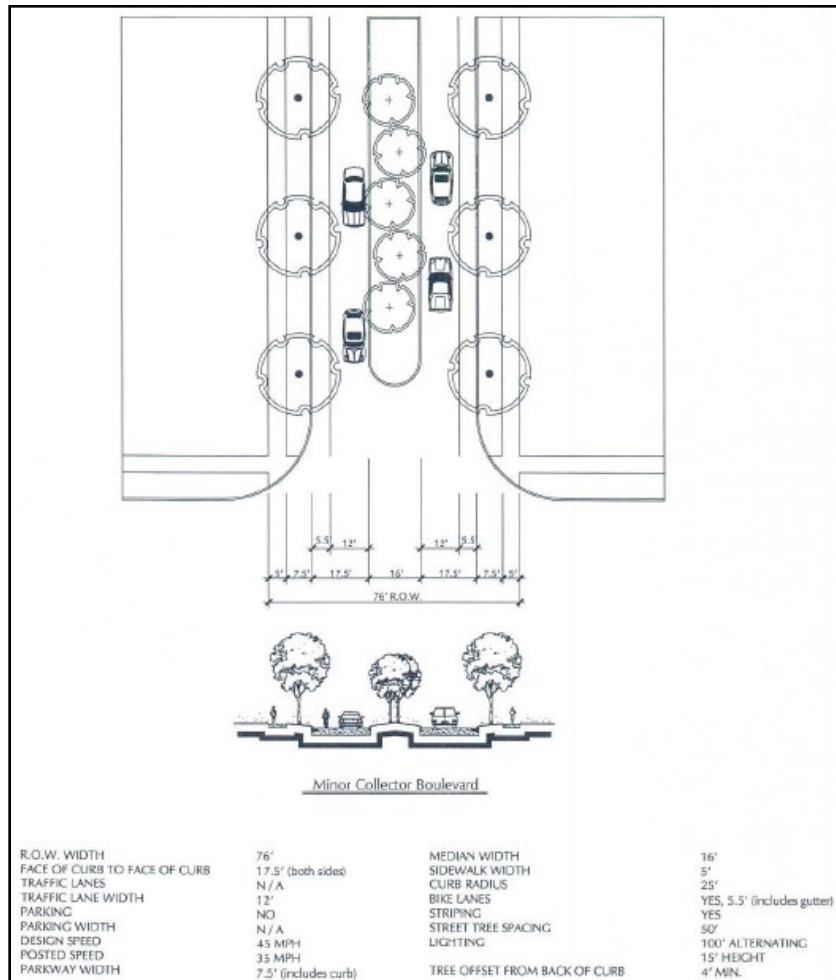 5.5' 12' 12' 5.5'
5' 7.5' 17.5' 16' 17.5' 7.5' 5'
76' R.O.W.
Minor Collector Boulevard
R.O.W. WIDTH 76'
FACE OF CURB TO FACE OF CURB 17.5' (both sides)
TRAFFIC LANES N / A
TRAFFIC LANE WIDTH 12'
PARKING NO
PARKING WIDTH N / A
DESIGN SPEED 45 MPH
POSTED SPEED 35 MPH
PARKWAY WIDTH 7.5' (includes curb)
MEDIAN WIDTH 16'
SIDEWALK WIDTH 5'
CURB RADIUS 25'
BIKE LANES YES, 5.5' (includes gutter)
STRIPING YES
STREET TREE SPACING 50'
LIGHTING 100' ALTERNATING
15' HEIGHT
TREE OFFSET FROM BACK OF CURB 4' MIN.